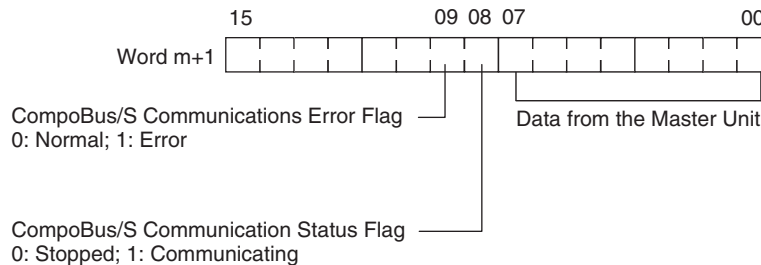 15 09 08 07 00
Word m+1
CompoBus/S Communications Error Flag
0: Normal; 1: Error
Data from the Master Unit
CompoBus/S Communication Status Flag
0: Stopped; 1: Communicating